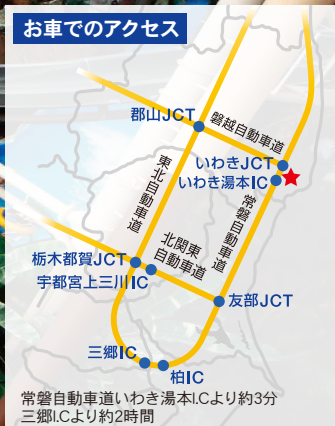 お車でのアクセス
郡山JCT
磐越自動車道
いわきJCT
いわき湯本IC
東北自動車道
常磐自動車道
北関東
自動車道
栃木都賀JCT
宇都宮上三川IC
友部JCT
三郷IC
柏IC
常磐自動車道いわき湯本I.Cより約3分
三郷I.Cより約2時間